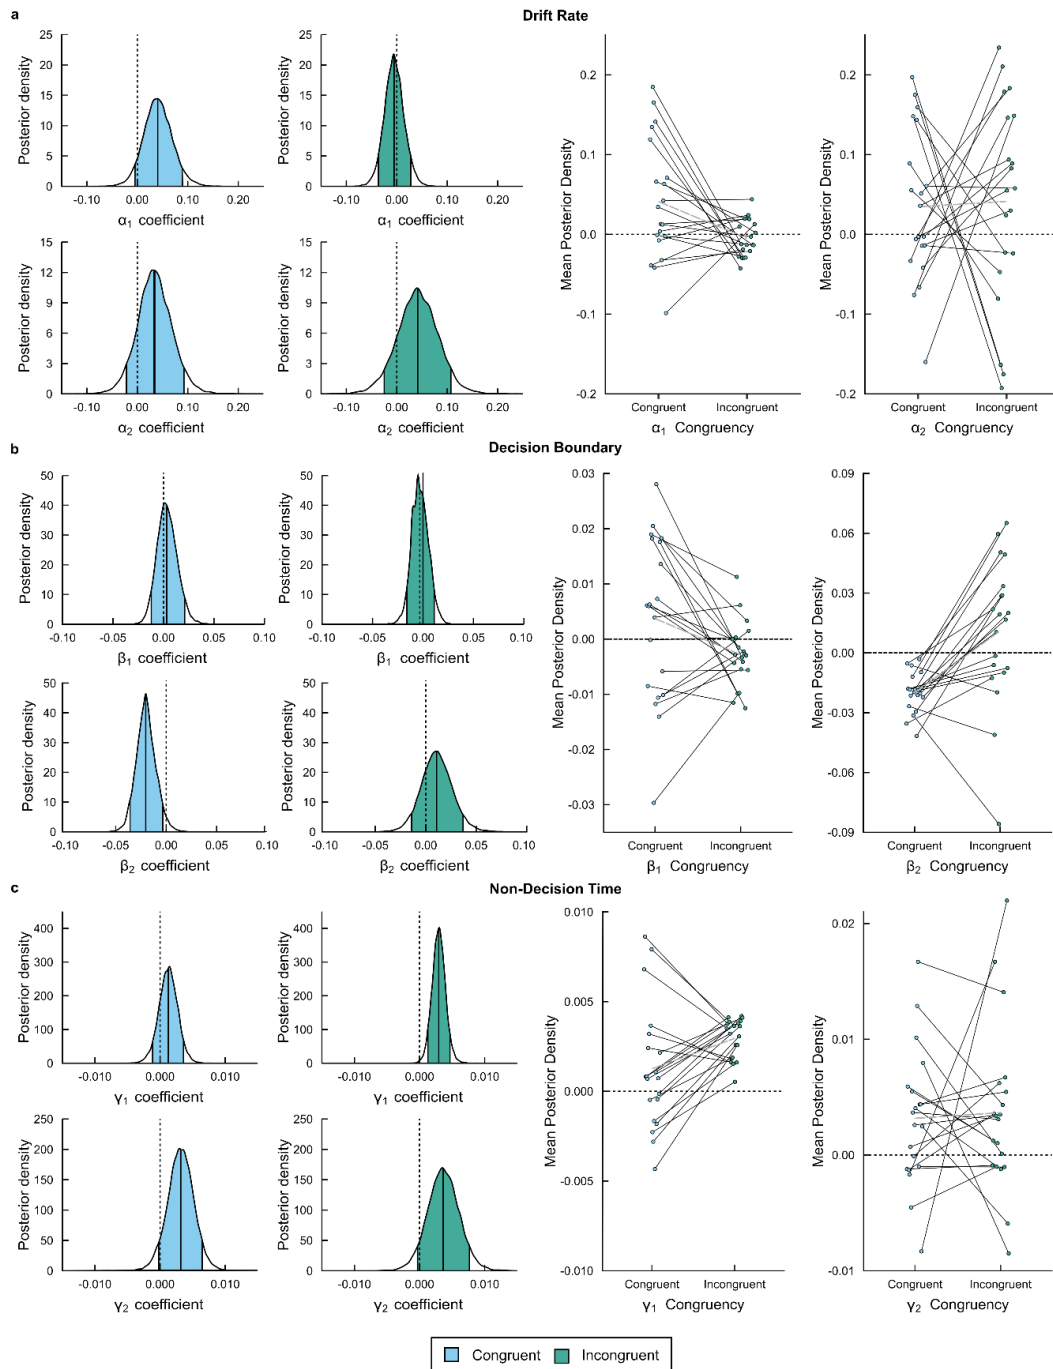 a
Drift Rate
Posterior density
25
20
15
10
5
0
-0.10 0.00 0.10 0.20
α1 coefficient
Posterior density
25
20
15
10
5
0
-0.10 0.00 0.10 0.20
α1 coefficient
Posterior density
15
12
9
6
3
0
-0.10 0.00 0.10 0.20
α2 coefficient
Posterior density
15
12
9
6
3
0
-0.10 0.00 0.10 0.20
α2 coefficient
Mean Posterior Density
0.2
0.1
0.0
-0.1
-0.2
Congruent Incongruent
α1 Congruency
Mean Posterior Density
0.2
0.1
0.0
-0.1
-0.2
Congruent Incongruent
α2 Congruency
b
Decision Boundary
Posterior density
50
40
30
20
10
0
-0.10 -0.05 0.00 0.05 0.10
β1 coefficient
Posterior density
50
40
30
20
10
0
-0.10 -0.05 0.00 0.05 0.10
β1 coefficient
Posterior density
50
40
30
20
10
0
-0.10 -0.05 0.00 0.05 0.10
β2 coefficient
Posterior density
50
40
30
20
10
0
-0.10 -0.05 0.00 0.05 0.10
β2 coefficient
Mean Posterior Density
0.03
0.02
0.01
0.00
-0.01
-0.02
-0.03
Congruent Incongruent
β1 Congruency
Mean Posterior Density
0.09
0.06
0.03
0.00
-0.03
-0.06
-0.09
Congruent Incongruent
β2 Congruency
c
Non-Decision Time
Posterior density
400
300
200
100
0
-0.010 0.000 0.010
γ1 coefficient
Posterior density
400
300
200
100
0
-0.010 0.000 0.010
γ1 coefficient
Posterior density
250
200
150
100
50
0
-0.010 0.000 0.010
γ2 coefficient
Posterior density
250
200
150
100
50
0
-0.010 0.000 0.010
γ2 coefficient
Mean Posterior Density
0.010
0.005
0.000
-0.005
-0.010
Congruent Incongruent
γ1 Congruency
Mean Posterior Density
0.02
0.01
0.00
-0.01
Congruent Incongruent
γ2 Congruency
Congruent Incongruent